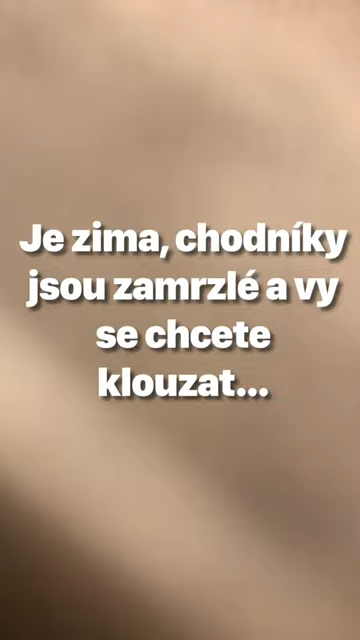 Je zima, chodníky
jsou zamrzlé a vy
se chcete
klouzat...